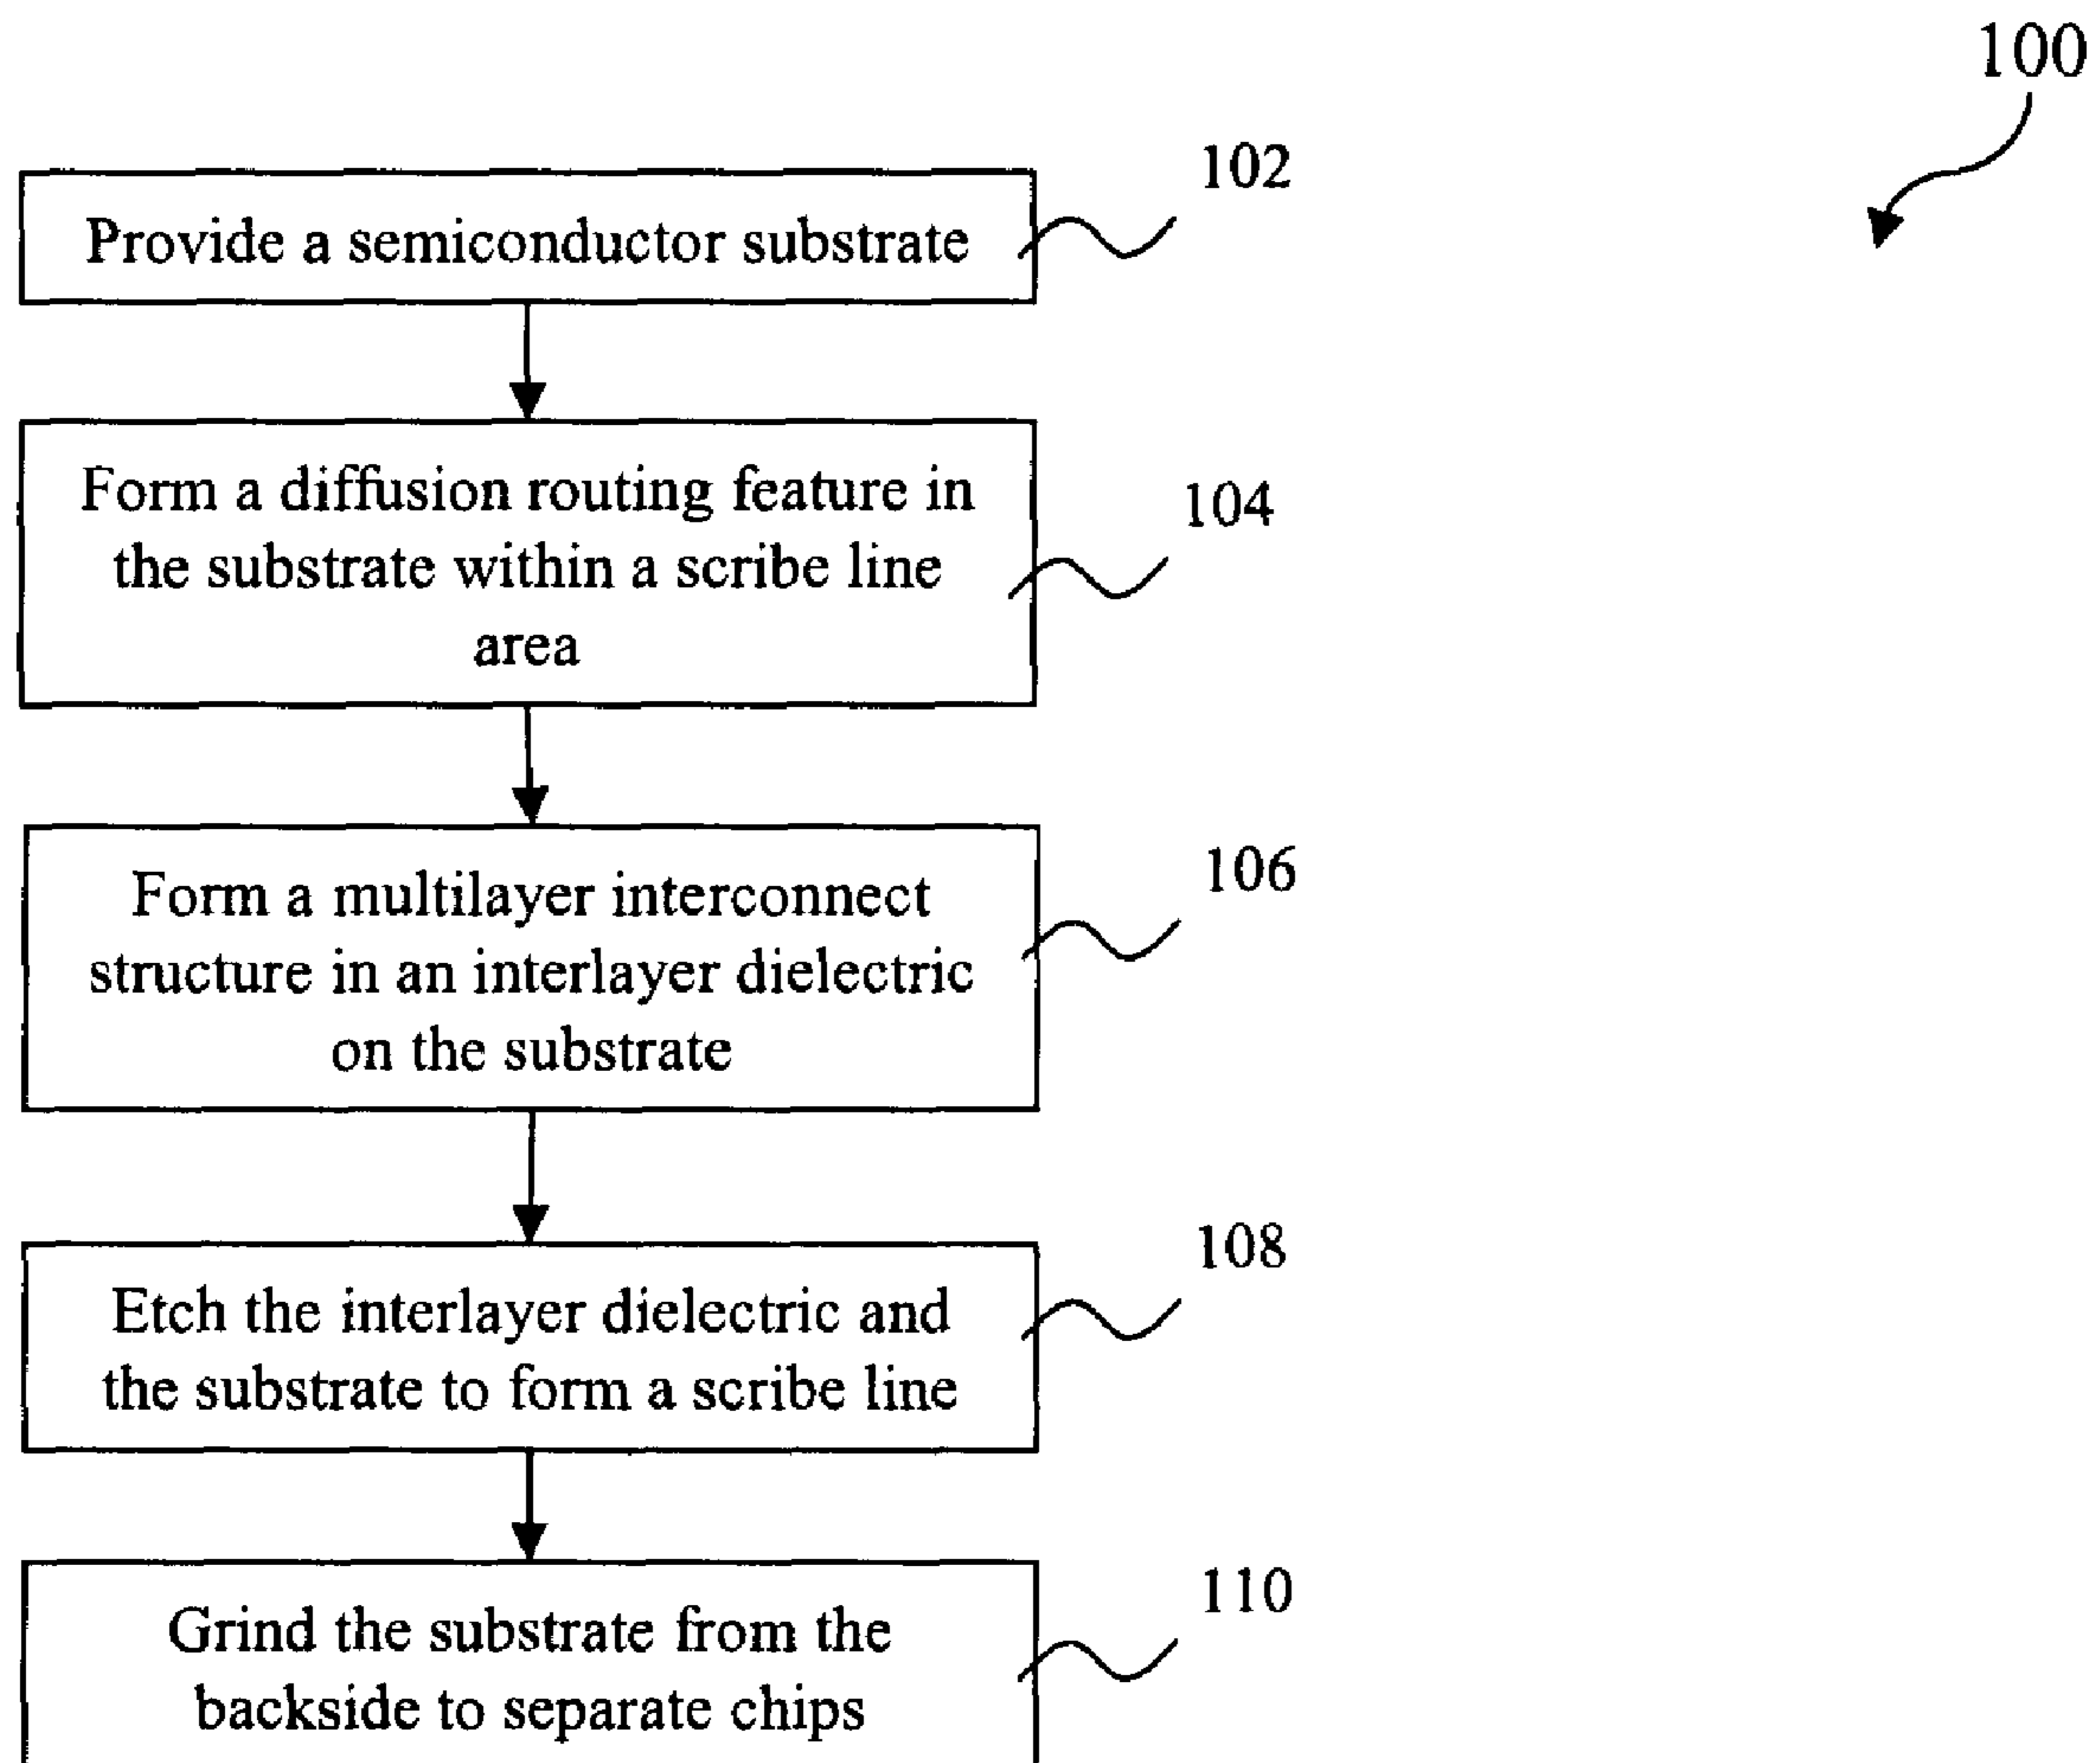 100
102
Provide a semiconductor substrate
104
Form a diffusion routing feature in
the substrate within a scribe line
area
106
Form a multilayer interconnect
structure in an interlayer dielectric
on the substrate
108
Etch the interlayer dielectric and
the substrate to form a scribe line
110
Grind the substrate from the
backside to separate chips